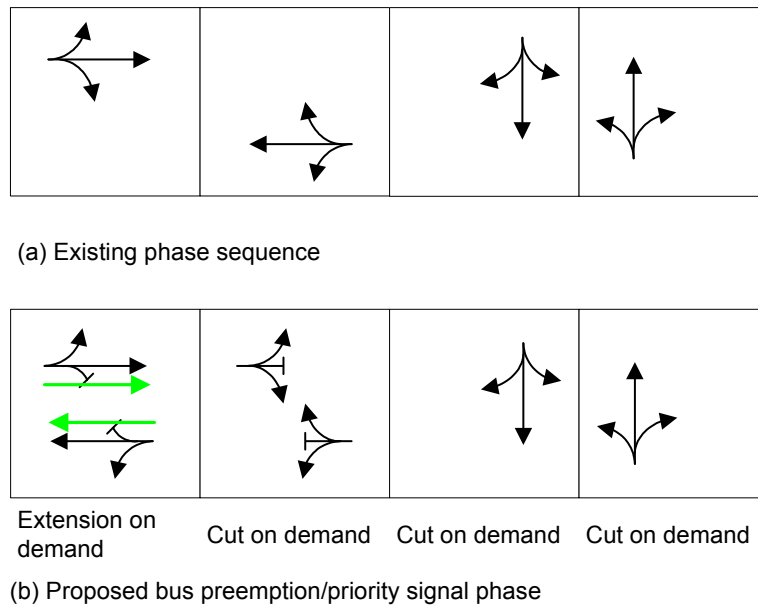 (a) Existing phase sequence
Extension on
demand
Cut on demand
Cut on demand
Cut on demand
(b) Proposed bus preemption/priority signal phase